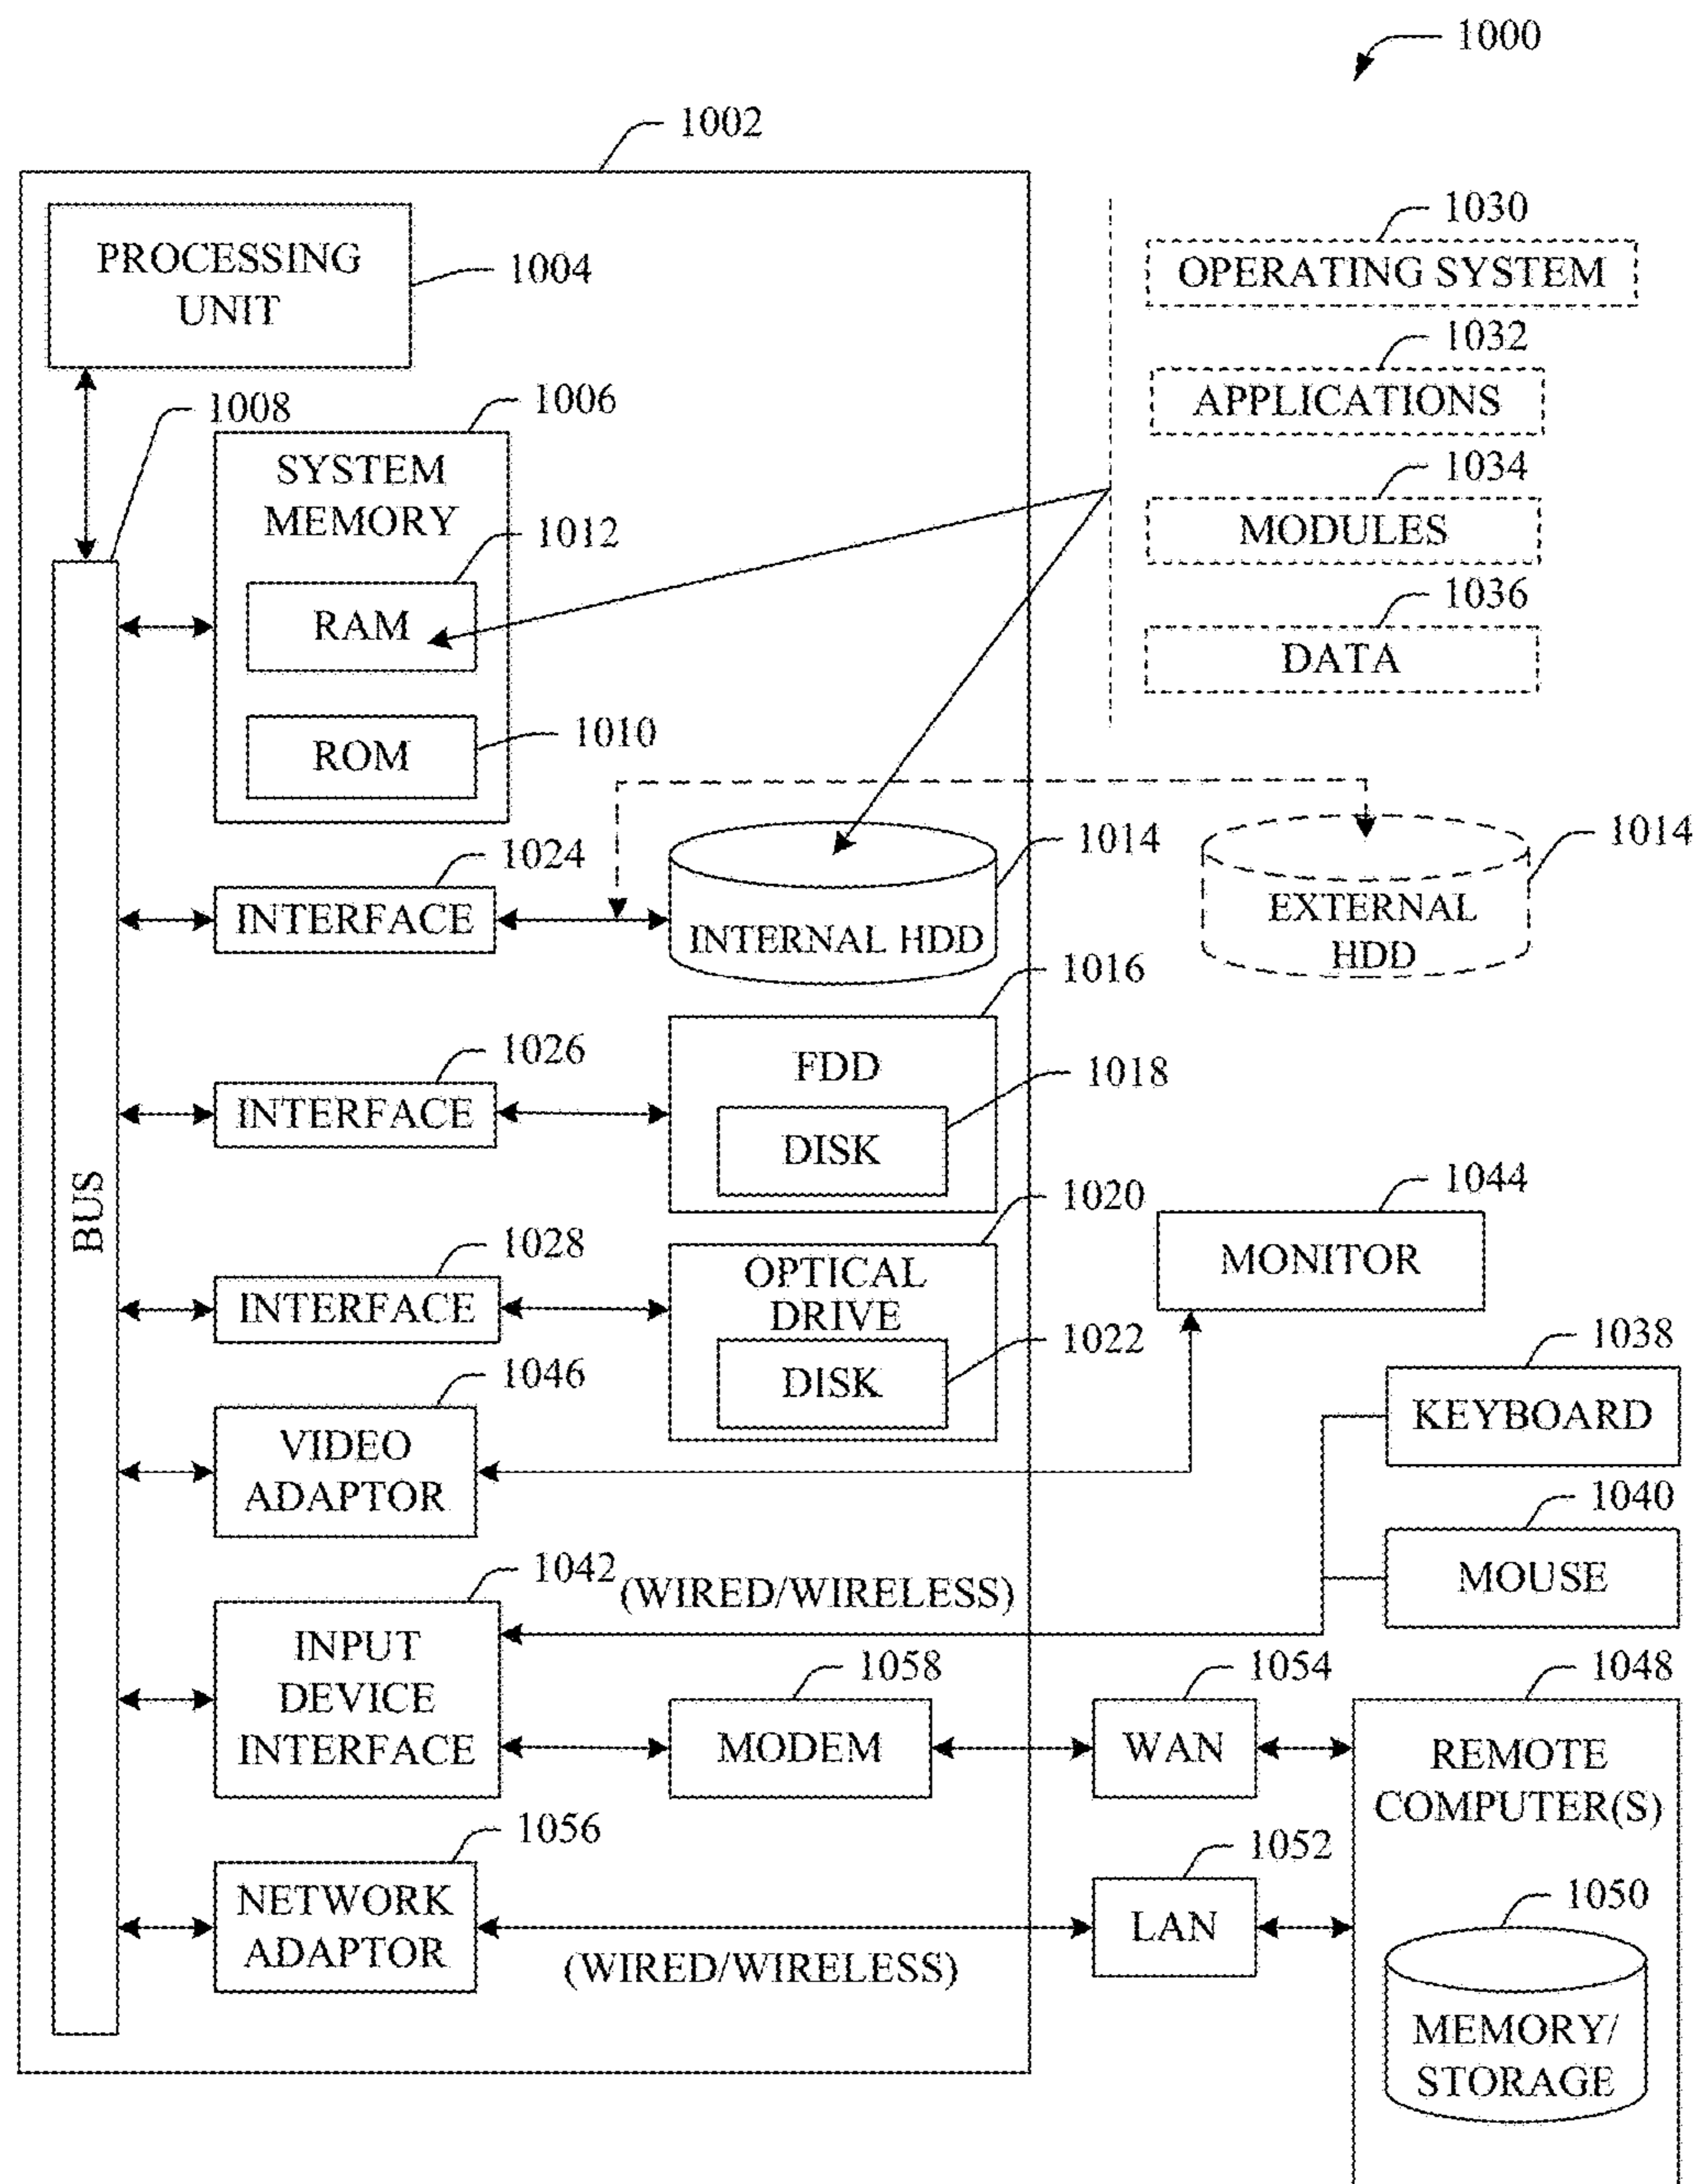 1000
1002
PROCESSING
UNIT
1004
1030
OPERATING SYSTEM
1032
APPLICATIONS
1034
MODULES
1036
DATA
1008
1006
SYSTEM
MEMORY
1012
RAM
1010
ROM
1024
INTERFACE
1014
INTERNAL HDD
1014
EXTERNAL
HDD
1026
INTERFACE
1016
FDD
1018
DISK
BUS
1028
INTERFACE
1020
OPTICAL
DRIVE
1022
DISK
1044
MONITOR
1046
VIDEO
ADAPTOR
1038
KEYBOARD
1040
MOUSE
1042
(WIRED/WIRELESS)
INPUT
DEVICE
INTERFACE
1058
MODEM
1054
WAN
1048
REMOTE
COMPUTER(S)
1056
NETWORK
ADAPTOR
(WIRED/WIRELESS)
1052
LAN
1050
MEMORY/
STORAGE